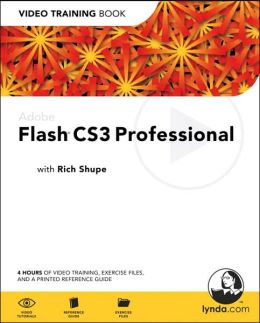 VIDEO TRAINING BOOK
Adobe
Flash CS3 Professional
with Rich Shupe
4 HOURS OF VIDEO TRAINING, EXERCISE FILES,
AND A PRINTED REFERENCE GUIDE
VIDEO
TUTORIALS
REFERENCE
GUIDE
EXERCISE
FILES
lynda.com